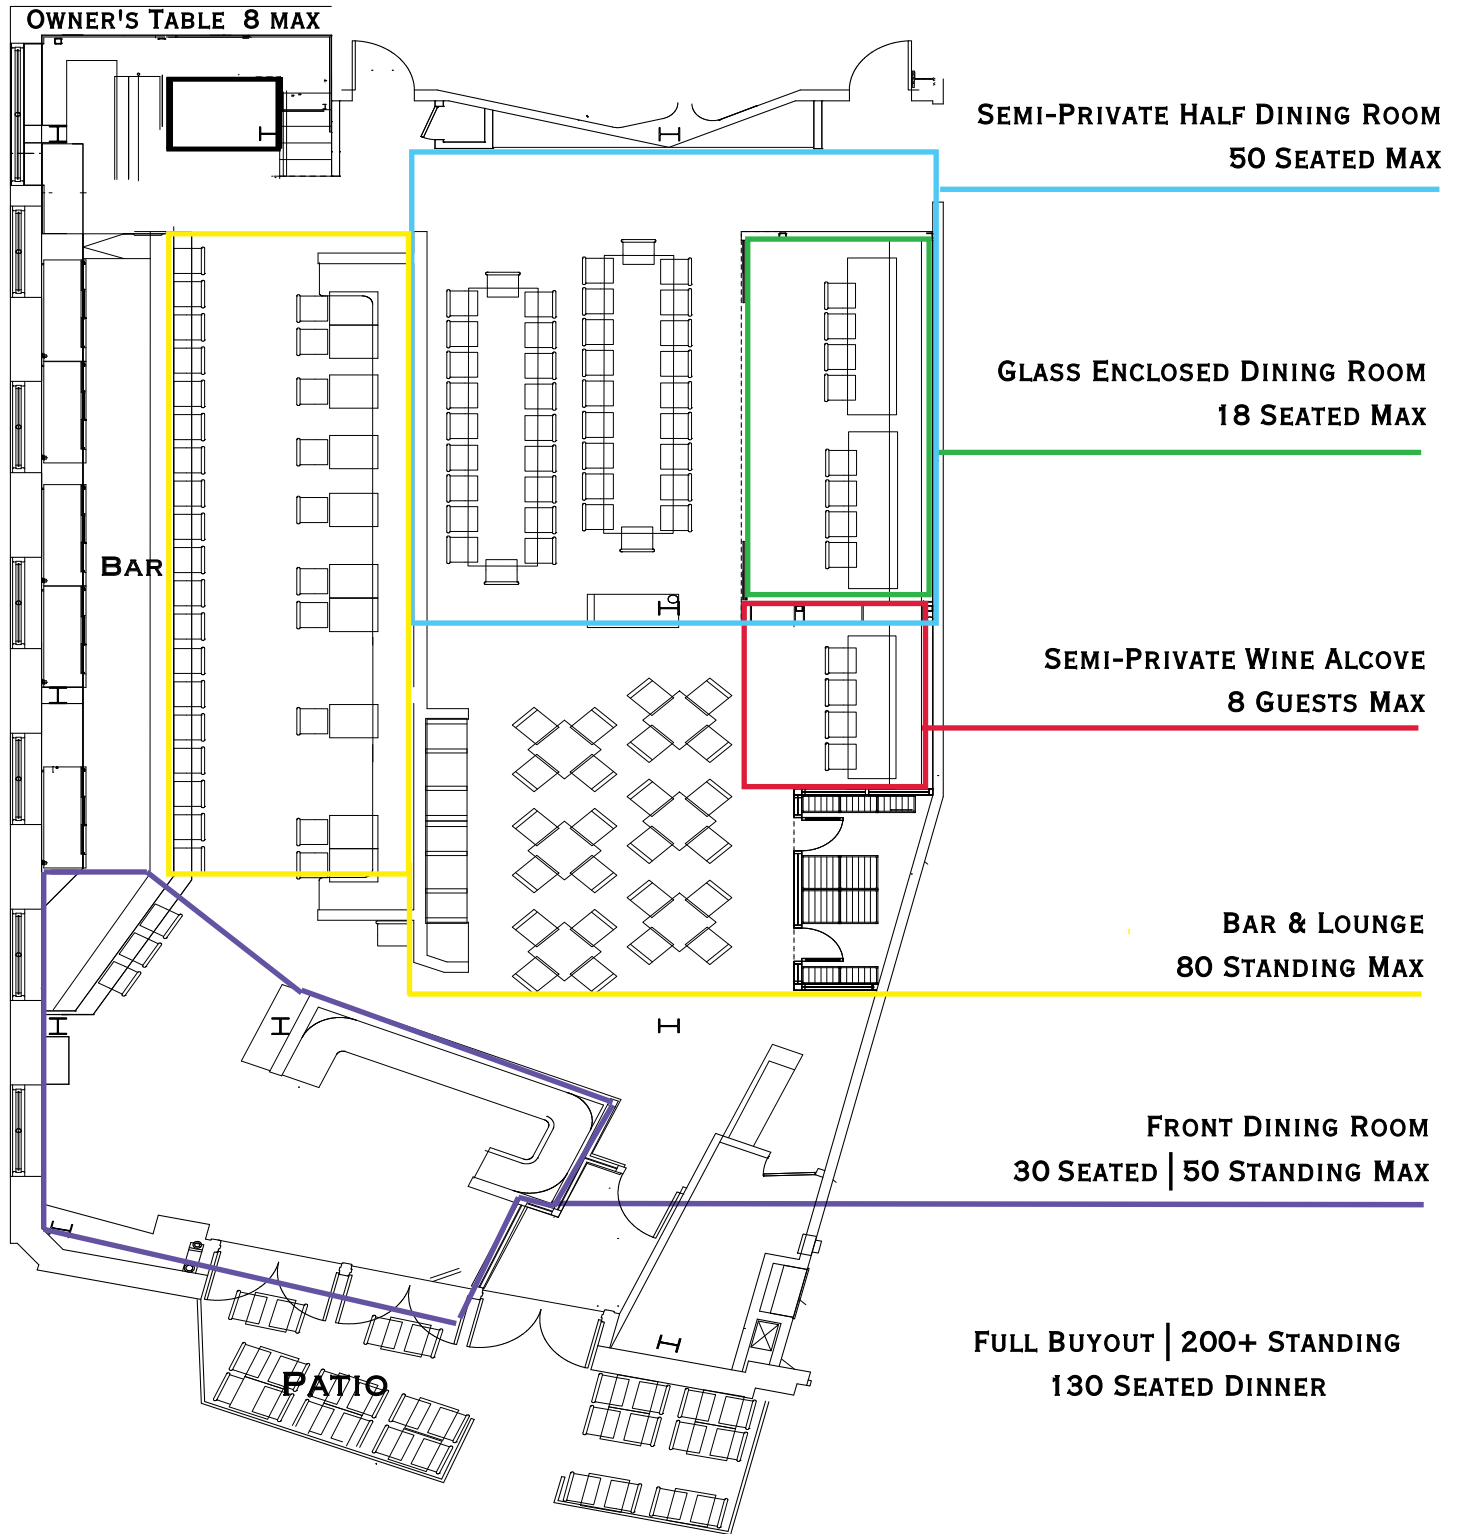 Owner's Table 8 max
Semi-Private Half Dining Room
50 Seated Max
Glass Enclosed Dining Room
18 Seated Max
Bar
Semi-Private Wine Alcove
8 Guests Max
Bar & Lounge
80 Standing Max
Front Dining Room
30 Seated | 50 Standing Max
Full Buyout | 200+ Standing
130 Seated Dinner
Patio